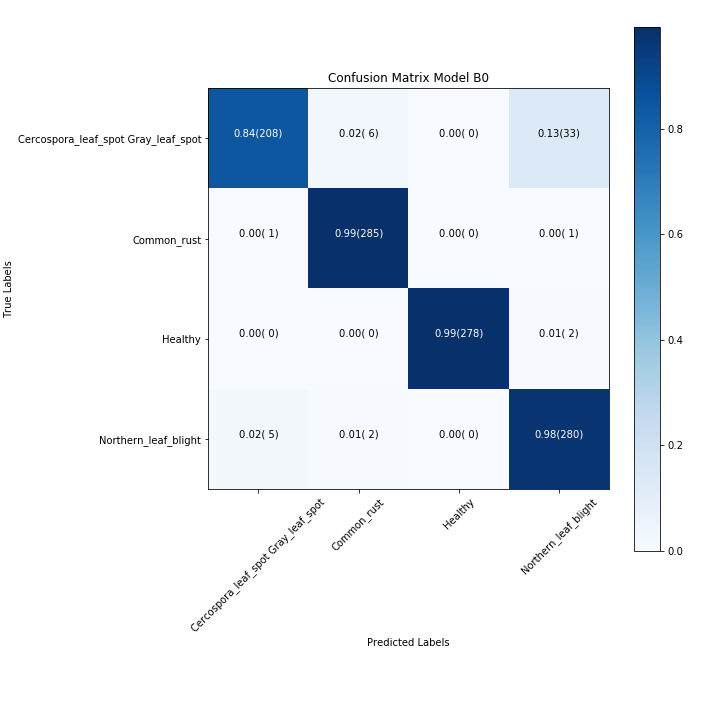 Confusion Matrix Model B0
Cercospora_leaf_spot Gray_leaf_spot 0.84(208) 0.02( 6) 0.00( 0) 0.13(33)
Common_rust 0.00( 1) 0.99(285) 0.00( 0) 0.00( 1)
Healthy 0.00( 0) 0.00( 0) 0.99(278) 0.01( 2)
Northern_leaf_blight 0.02( 5) 0.01( 2) 0.00( 0) 0.98(280)
True Labels
Cercospora_leaf_spot Gray_leaf_spot
Common_rust
Healthy
Northern_leaf_blight
Predicted Labels
0.8
0.6
0.4
0.2
0.0